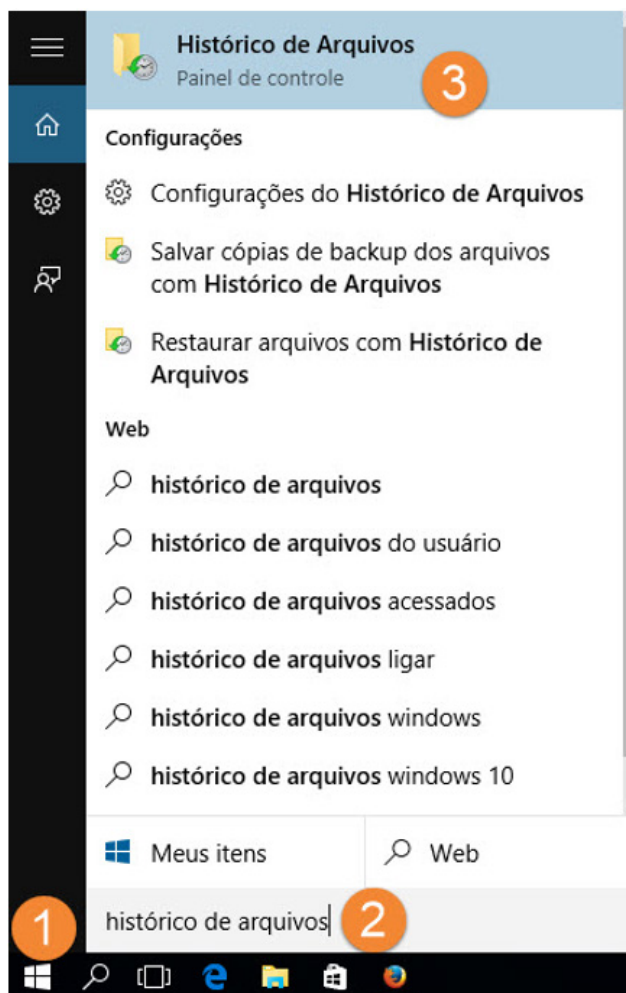 Histórico de Arquivos
Painel de controle
3
Configurações
Configurações do Histórico de Arquivos
Salvar cópias de backup dos arquivos
com Histórico de Arquivos
Restaurar arquivos com Histórico de
Arquivos
Web
histórico de arquivos
histórico de arquivos do usuário
histórico de arquivos acessados
histórico de arquivos ligar
histórico de arquivos windows
histórico de arquivos windows 10
Meus itens
Web
1
histórico de arquivos
2